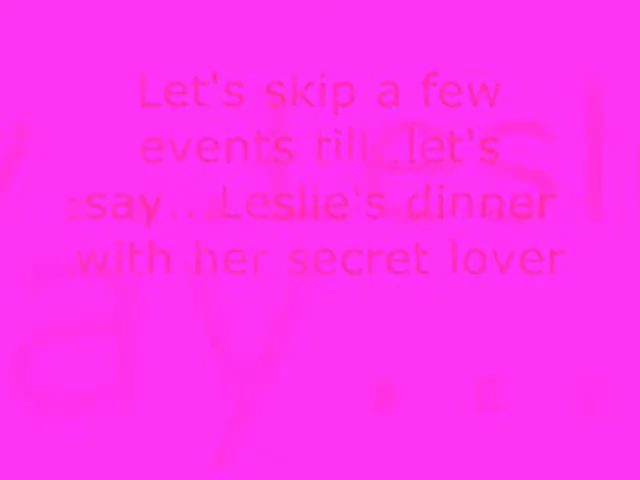 Let's skip a few
events till..let's
say...Leslie's dinner
with her secret lover